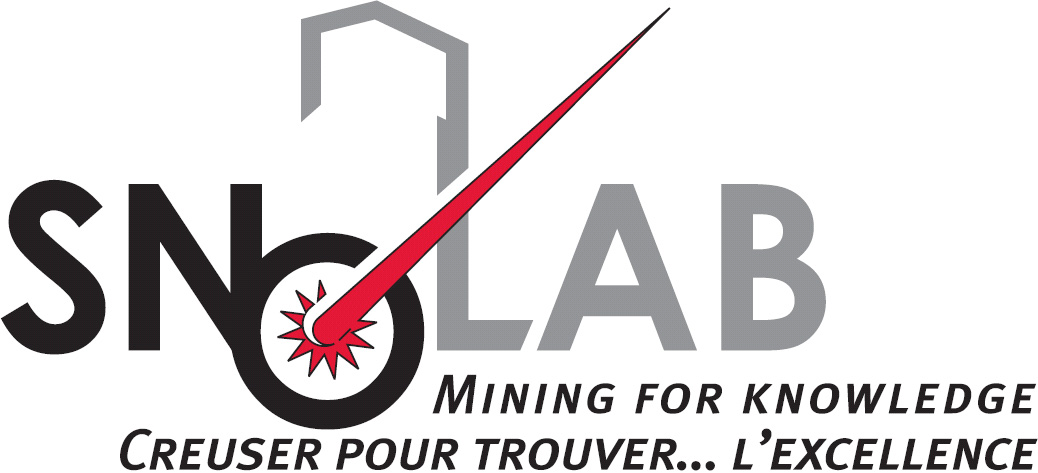 SNOLAB
MINING FOR KNOWLEDGE
CREUSER POUR TROUVER... L'EXCELLENCE